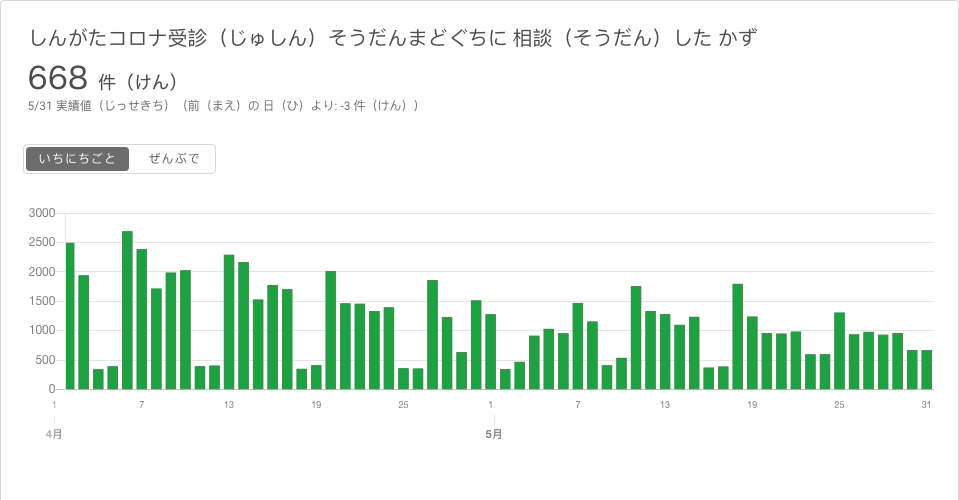 しんがたコロナ受診（じゅしん）そうだんまどぐちに 相談（そうだん）した かず
668 件（けん）
5/31 実績値（じっせきち）（前（まえ）の 日（ひ）より: -3 件（けん））
いちにちごと ぜんぶで
3000
2500
2000
1500
1000
500
0
1 7 13 19 25 1 7 13 19 25 31
4月 5月